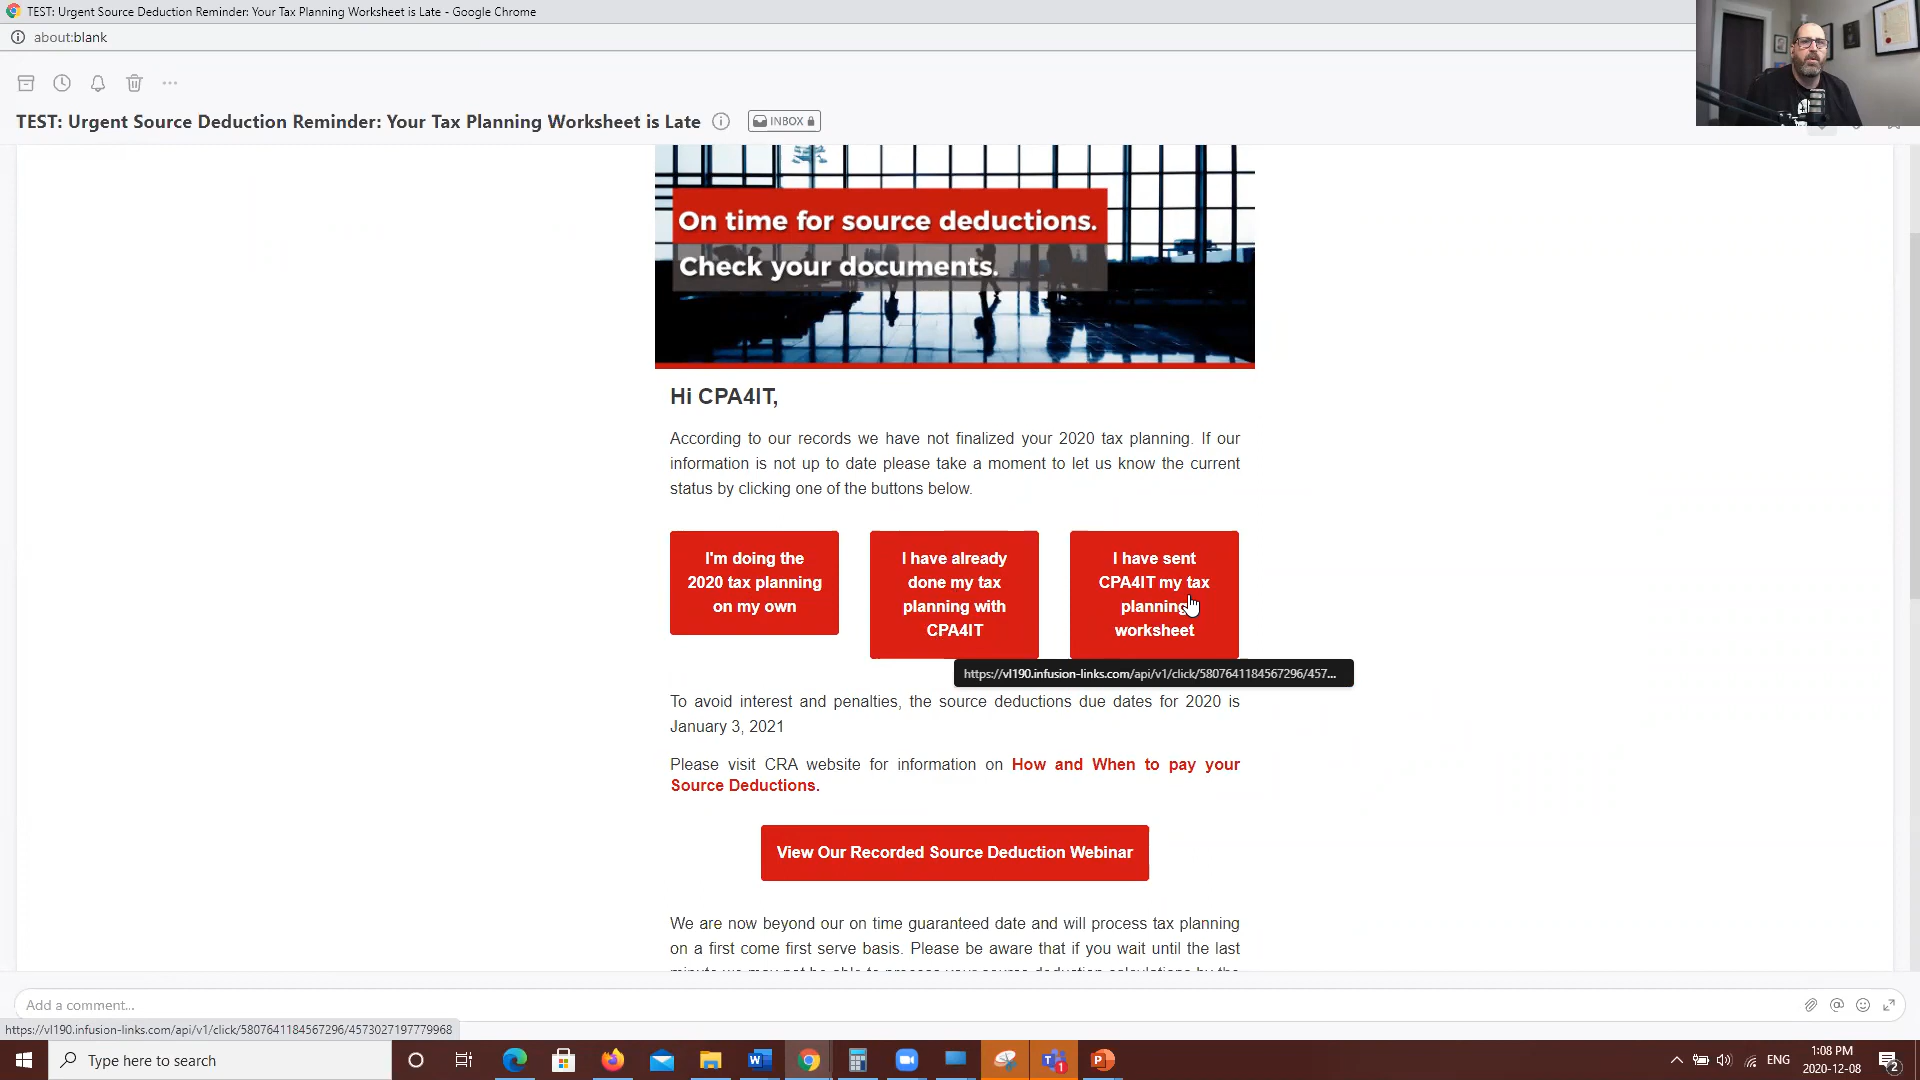 TEST: Urgent Source Deduction Reminder: Your Tax Planning Worksheet is Late - Google Chrome
about:blank
TEST: Urgent Source Deduction Reminder: Your Tax Planning Worksheet is Late
INBOX
On time for source deductions.
Check your documents.
Hi CPA4IT,
According to our records we have not finalized your 2020 tax planning. If our
information is not up to date please take a moment to let us know the current
status by clicking one of the buttons below.
I'm doing the
2020 tax planning
on my own
I have already
done my tax
planning with
CPA4IT
I have sent
CPA4IT my tax
planning
worksheet
https://vl190.infusion-links.com/api/v1/click/5807641184567296/457...
To avoid interest and penalties, the source deductions due dates for 2020 is
January 3, 2021
Please visit CRA website for information on How and When to pay your
Source Deductions.
View Our Recorded Source Deduction Webinar
We are now beyond our on time guaranteed date and will process tax planning
on a first come first serve basis. Please be aware that if you wait until the last
Add a comment...
https://vl190.infusion-links.com/api/v1/click/5807641184567296/4573027197779968
Type here to search
ENG
1:08 PM
2020-12-08
1
2